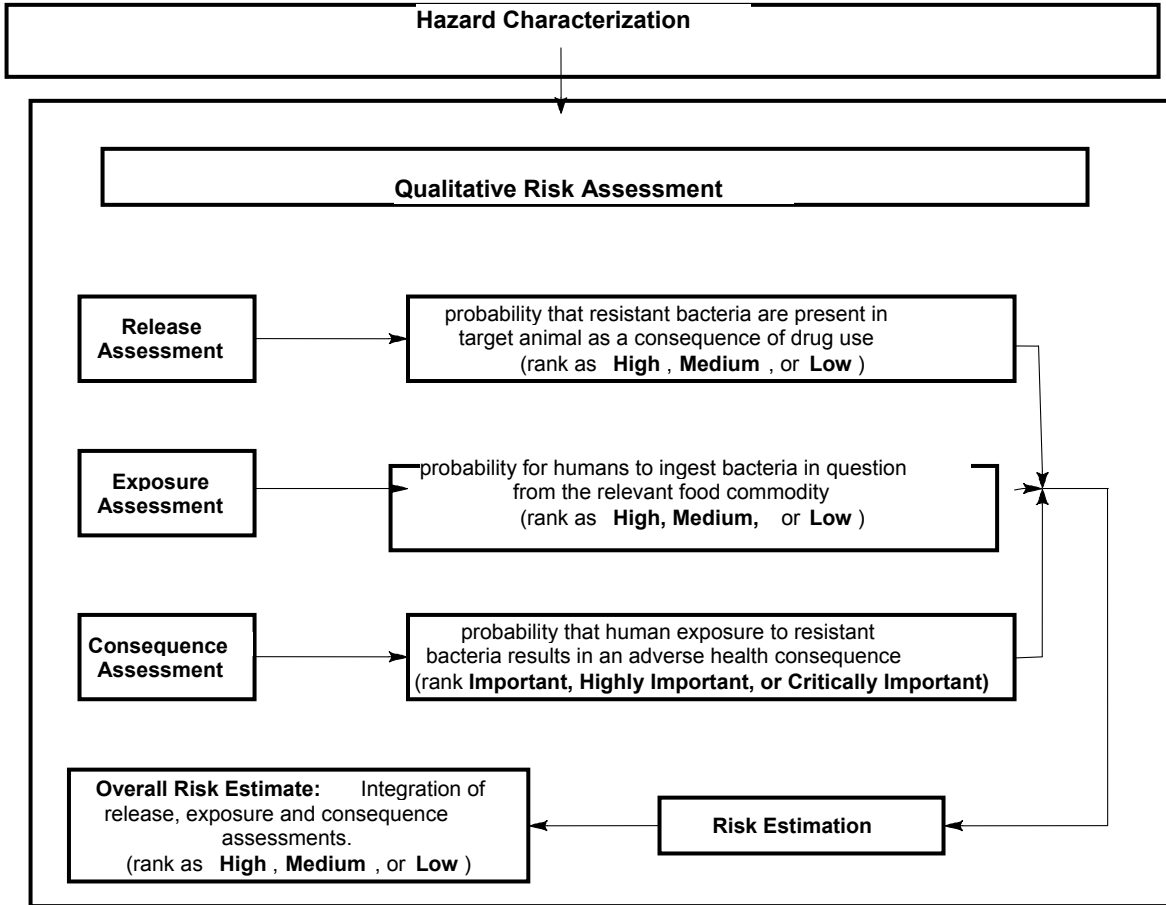 Hazard Characterization
Qualitative Risk Assessment
Release
Assessment
probability that resistant bacteria are present in
target animal as a consequence of drug use
(rank as High , Medium , or Low )
Exposure
Assessment
probability for humans to ingest bacteria in question
from the relevant food commodity
(rank as High, Medium, or Low )
Consequence
Assessment
probability that human exposure to resistant
bacteria results in an adverse health consequence
(rank Important, Highly Important, or Critically Important)
Overall Risk Estimate: Integration of
release, exposure and consequence
assessments.
(rank as High , Medium , or Low )
Risk Estimation